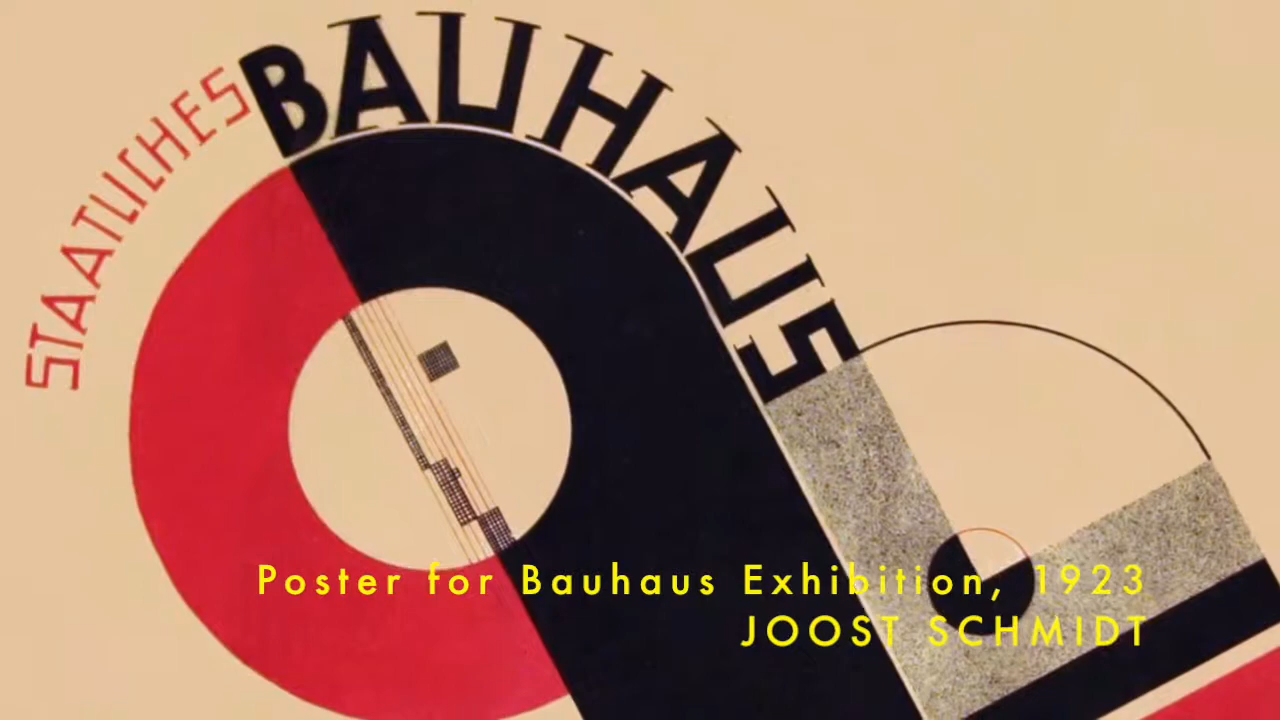 STAATLICHES BAUHAUS
Poster for Bauhaus Exhibition, 1923
JOOST SCHMIDT